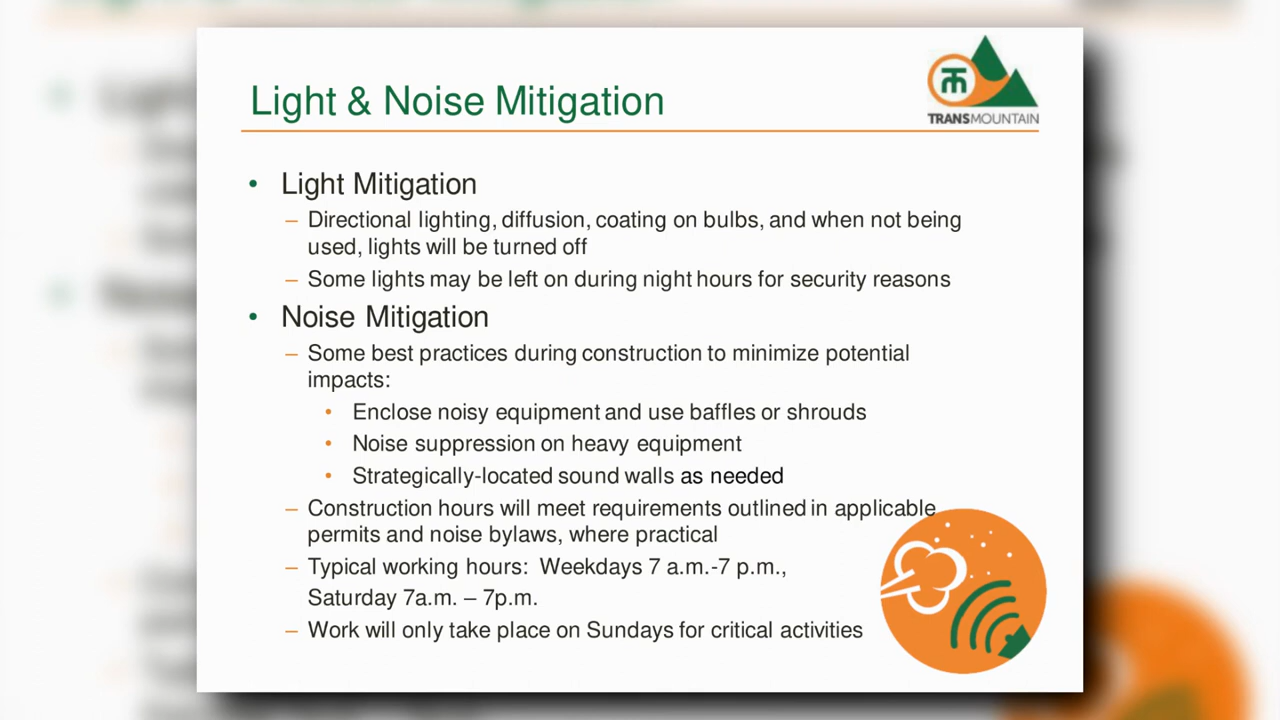 Light & Noise Mitigation
TRANSMOUNTAIN
• Light Mitigation
– Directional lighting, diffusion, coating on bulbs, and when not being
used, lights will be turned off
– Some lights may be left on during night hours for security reasons
• Noise Mitigation
– Some best practices during construction to minimize potential
impacts:
• Enclose noisy equipment and use baffles or shrouds
• Noise suppression on heavy equipment
• Strategically-located sound walls as needed
– Construction hours will meet requirements outlined in applicable
permits and noise bylaws, where practical
– Typical working hours: Weekdays 7 a.m.-7 p.m.,
Saturday 7a.m. – 7p.m.
– Work will only take place on Sundays for critical activities